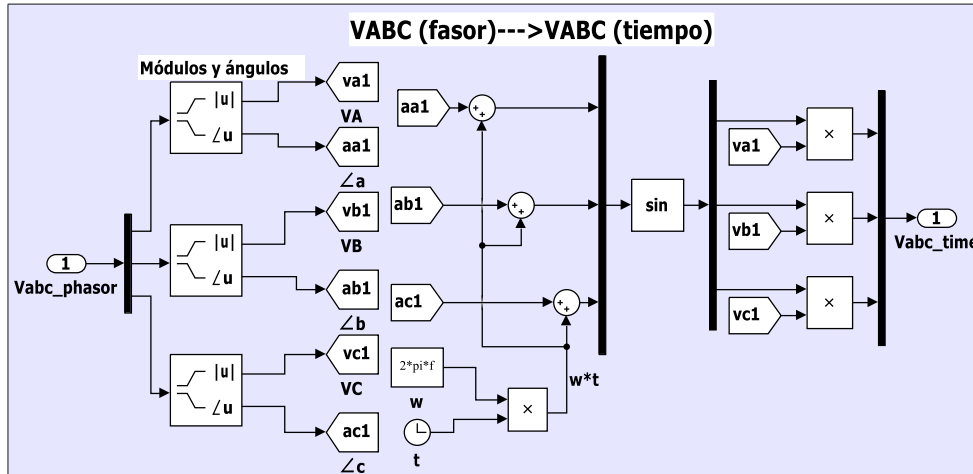 VABC (fasor)--->VABC (tiempo)
Módulos y ángulos
|u|
∠u
va1
VA
aa1
∠a
|u|
∠u
vb1
VB
ab1
∠b
|u|
∠u
vc1
VC
ac1
∠c
1
Vabc_phasor
aa1
+
+
ab1
+
+
ac1
+
+
2*pi*f
w
t
×
w*t
sin
va1
×
vb1
×
vc1
×
1
Vabc_time